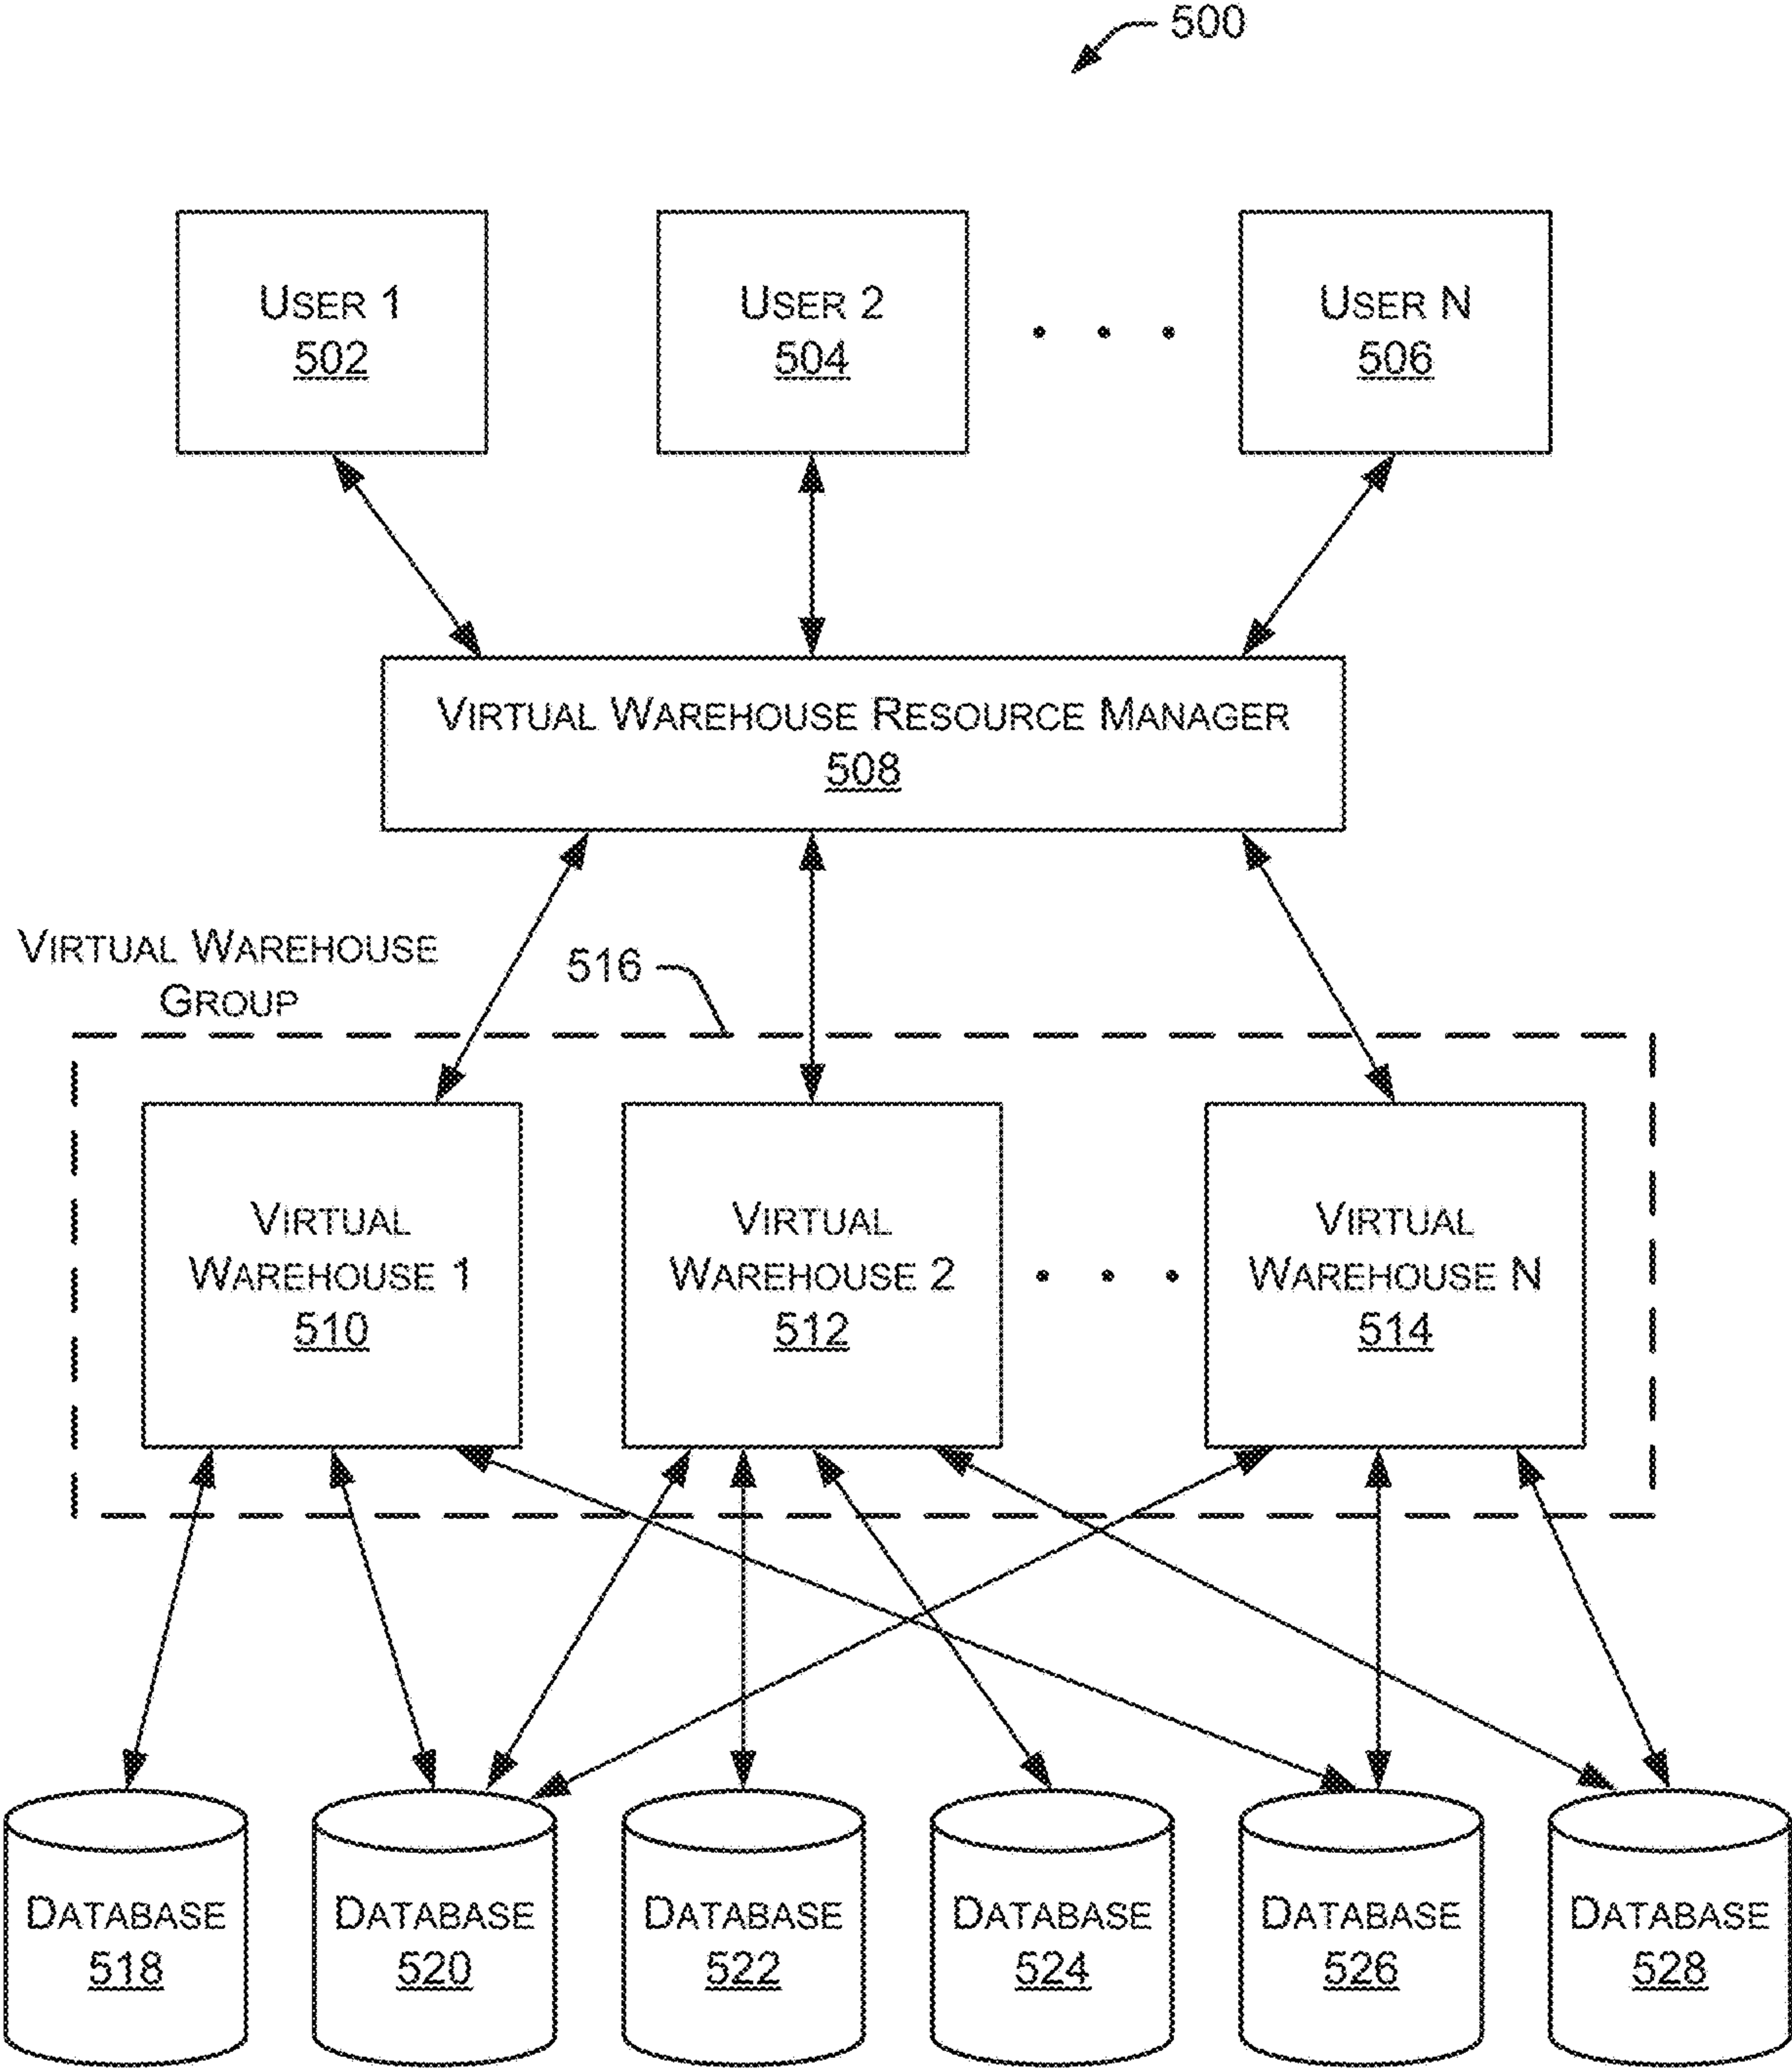 500
USER 1
502
USER 2
504
USER N
506
VIRTUAL WAREHOUSE RESOURCE MANAGER
508
VIRTUAL WAREHOUSE
GROUP
516
VIRTUAL
WAREHOUSE 1
510
VIRTUAL
WAREHOUSE 2
512
VIRTUAL
WAREHOUSE N
514
DATABASE
518
DATABASE
520
DATABASE
522
DATABASE
524
DATABASE
526
DATABASE
528